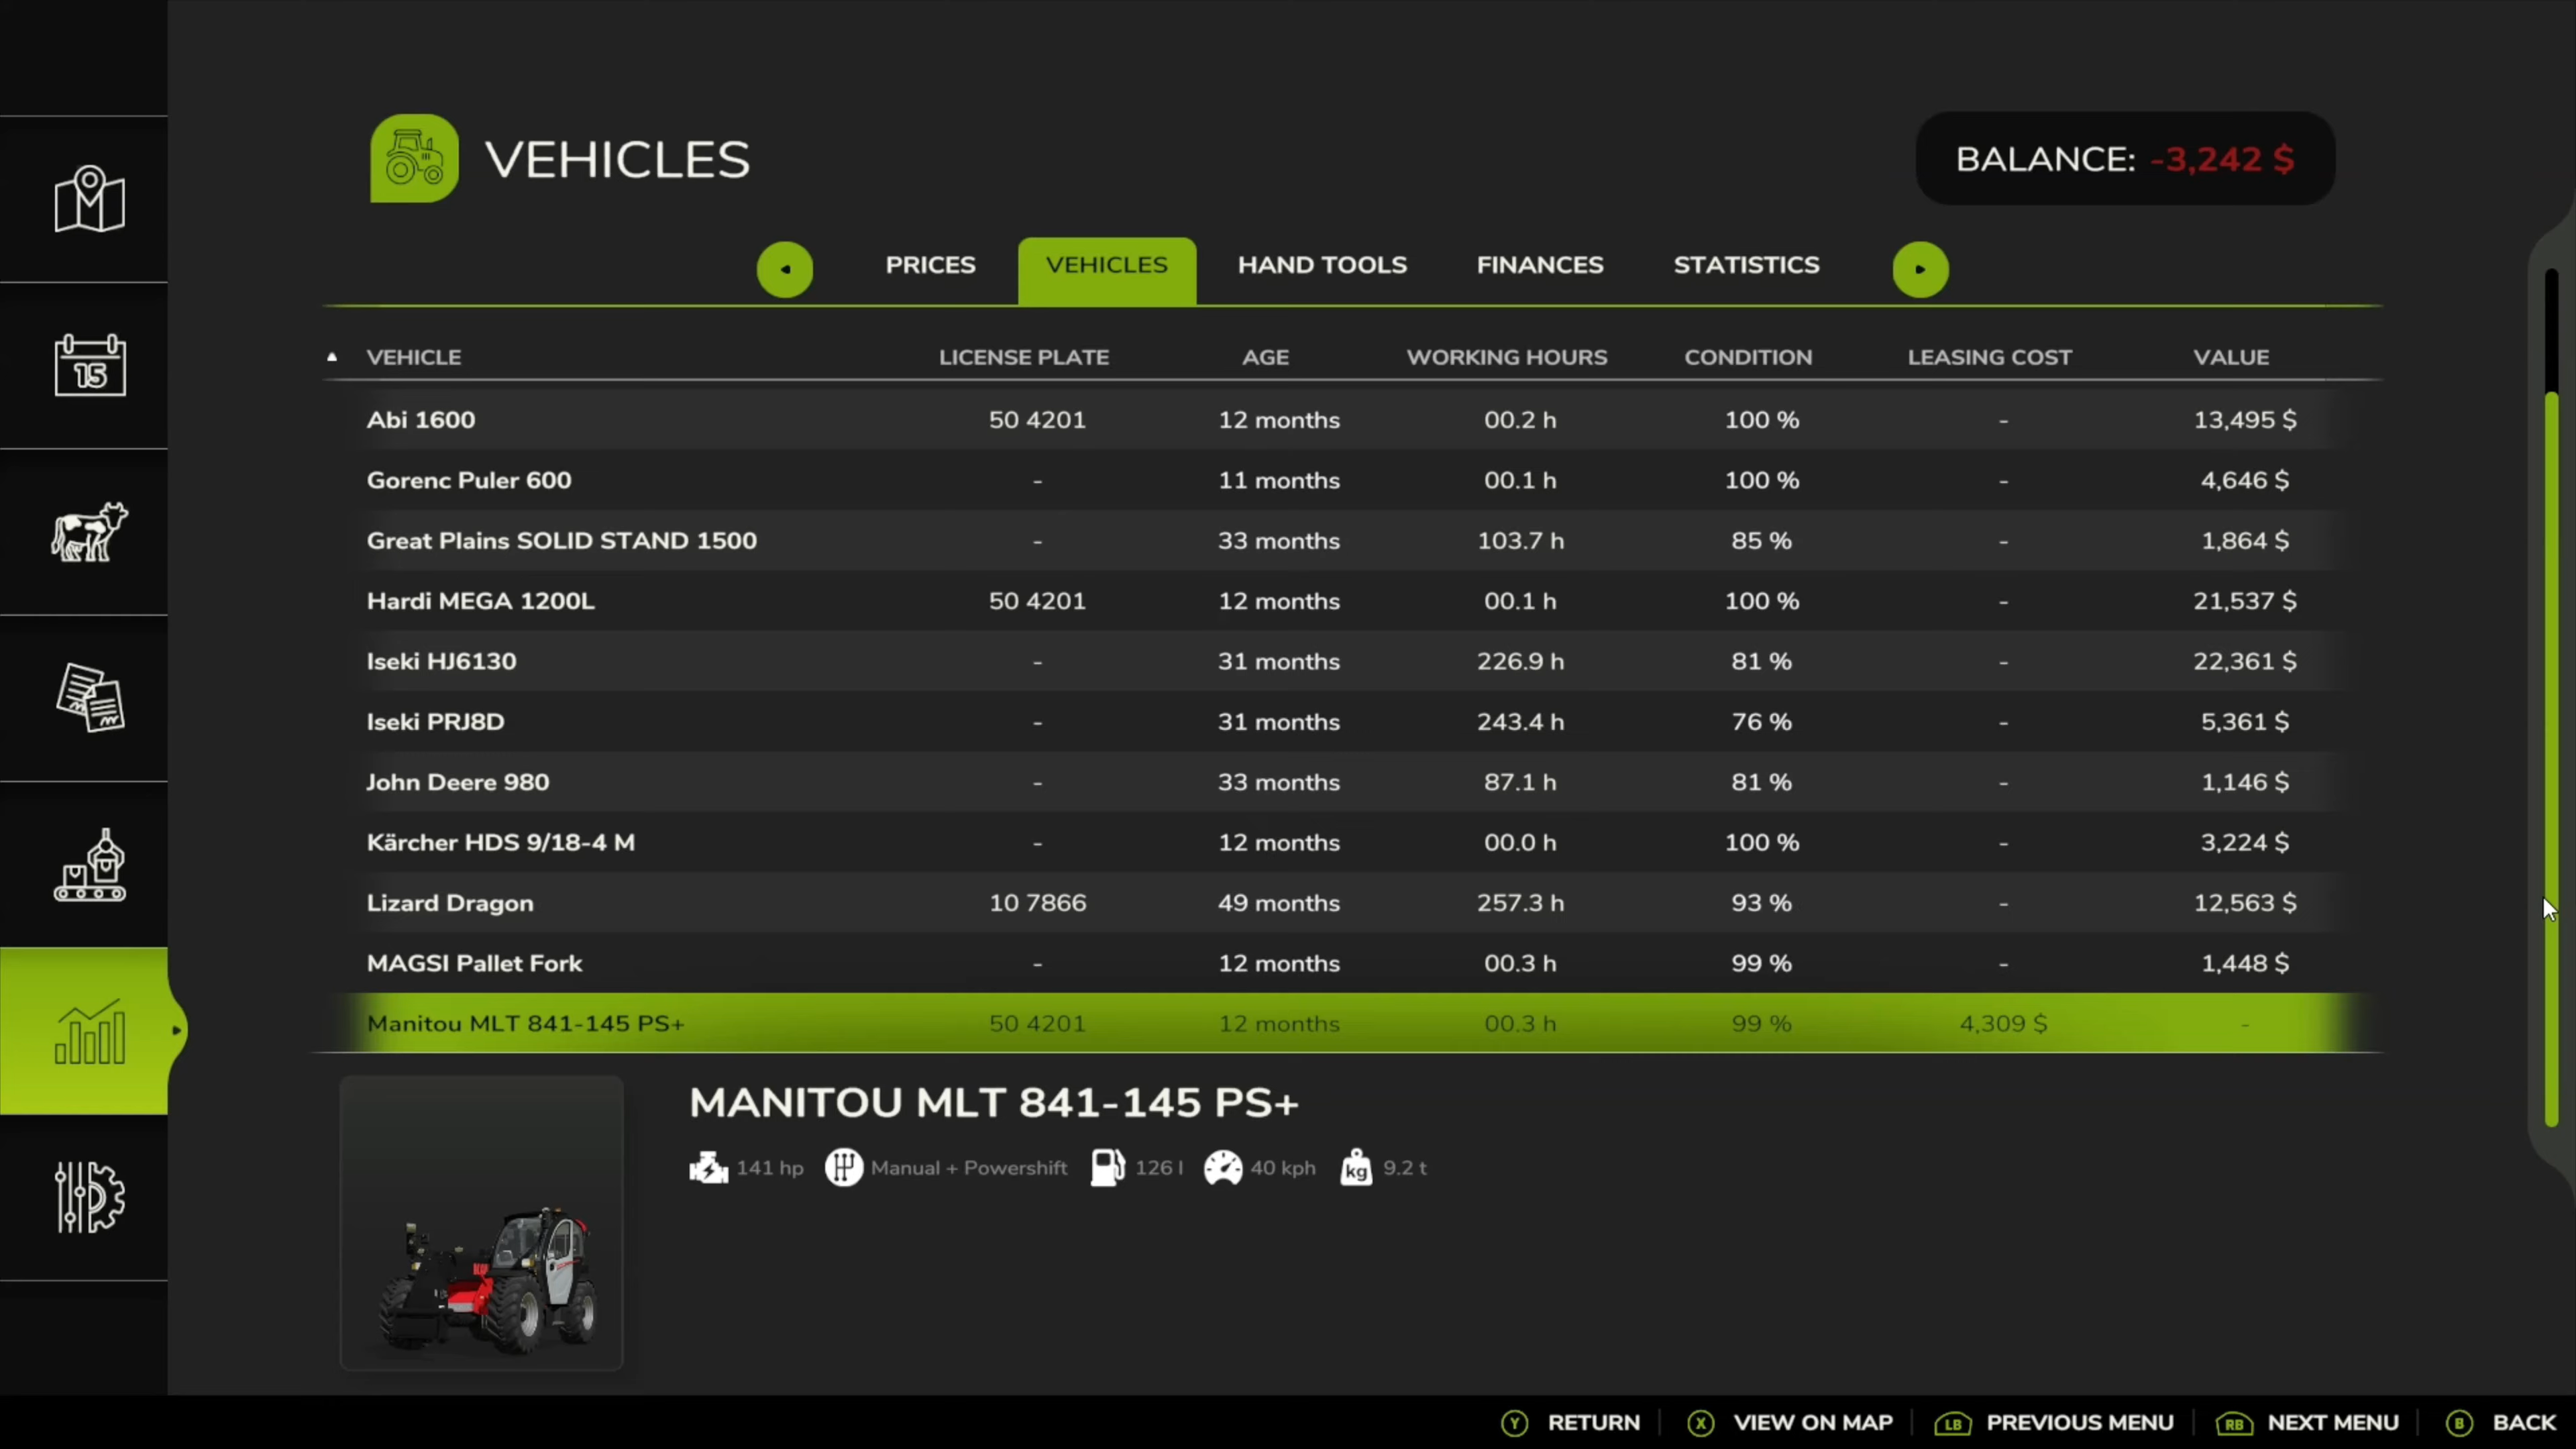 VEHICLES
BALANCE: -3,242 $
PRICES VEHICLES HAND TOOLS FINANCES STATISTICS
VEHICLE LICENSE PLATE AGE WORKING HOURS CONDITION LEASING COST VALUE
Abi 1600 50 4201 12 months 00.2 h 100 % - 13,495 $
Gorenc Puler 600 - 11 months 00.1 h 100 % - 4,646 $
Great Plains SOLID STAND 1500 - 33 months 103.7 h 85 % - 1,864 $
Hardi MEGA 1200L 50 4201 12 months 00.1 h 100 % - 21,537 $
Iseki HJ6130 - 31 months 226.9 h 81 % - 22,361 $
Iseki PRJ8D - 31 months 243.4 h 76 % - 5,361 $
John Deere 980 - 33 months 87.1 h 81 % - 1,146 $
Kärcher HDS 9/18-4 M - 12 months 00.0 h 100 % - 3,224 $
Lizard Dragon 10 7866 49 months 257.3 h 93 % - 12,563 $
MAGSI Pallet Fork - 12 months 00.3 h 99 % - 1,448 $
Manitou MLT 841-145 PS+ 50 4201 12 months 00.3 h 99 % 4,309 $ -
MANITOU MLT 841-145 PS+
141 hp Manual + Powershift 126 l 40 kph kg 9.2 t
15
Y RETURN X VIEW ON MAP LB PREVIOUS MENU RB NEXT MENU B BACK